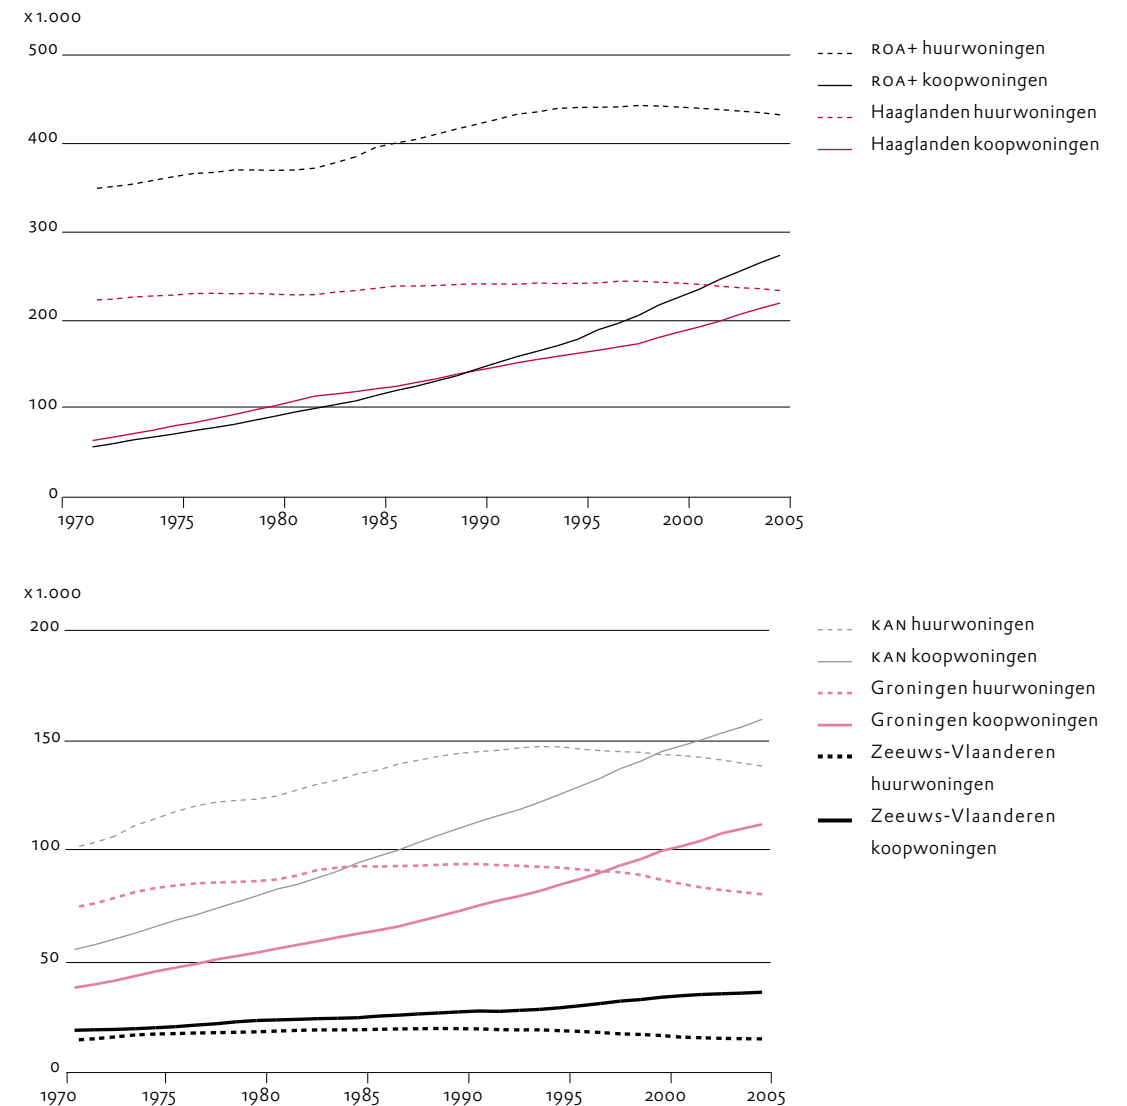 x1.000
500
400
300
200
100
0
1970 1975 1980 1985 1990 1995 2000 2005
ROA+ huurwoningen
ROA+ koopwoningen
Haaglanden huurwoningen
Haaglanden koopwoningen
x1.000
200
150
100
50
0
1970 1975 1980 1985 1990 1995 2000 2005
KAN huurwoningen
KAN koopwoningen
Groningen huurwoningen
Groningen koopwoningen
Zeeuws-Vlaanderen
huurwoningen
Zeeuws-Vlaanderen
koopwoningen